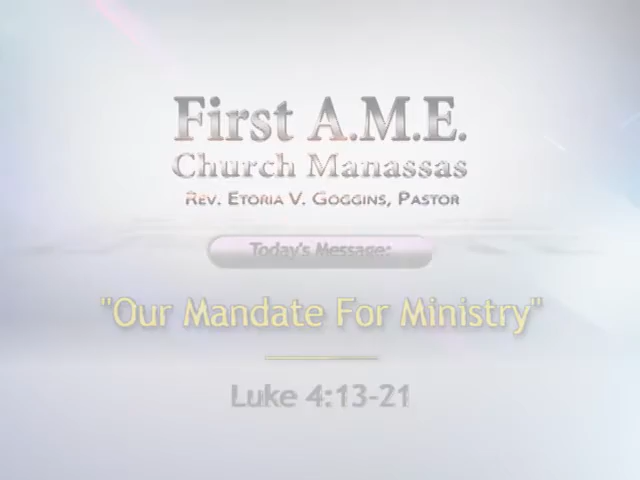 First A.M.E.
Church Manassas
Rev. Etoria V. Goggins, Pastor
Today's Message:
"Our Mandate For Ministry"
Luke 4:13-21